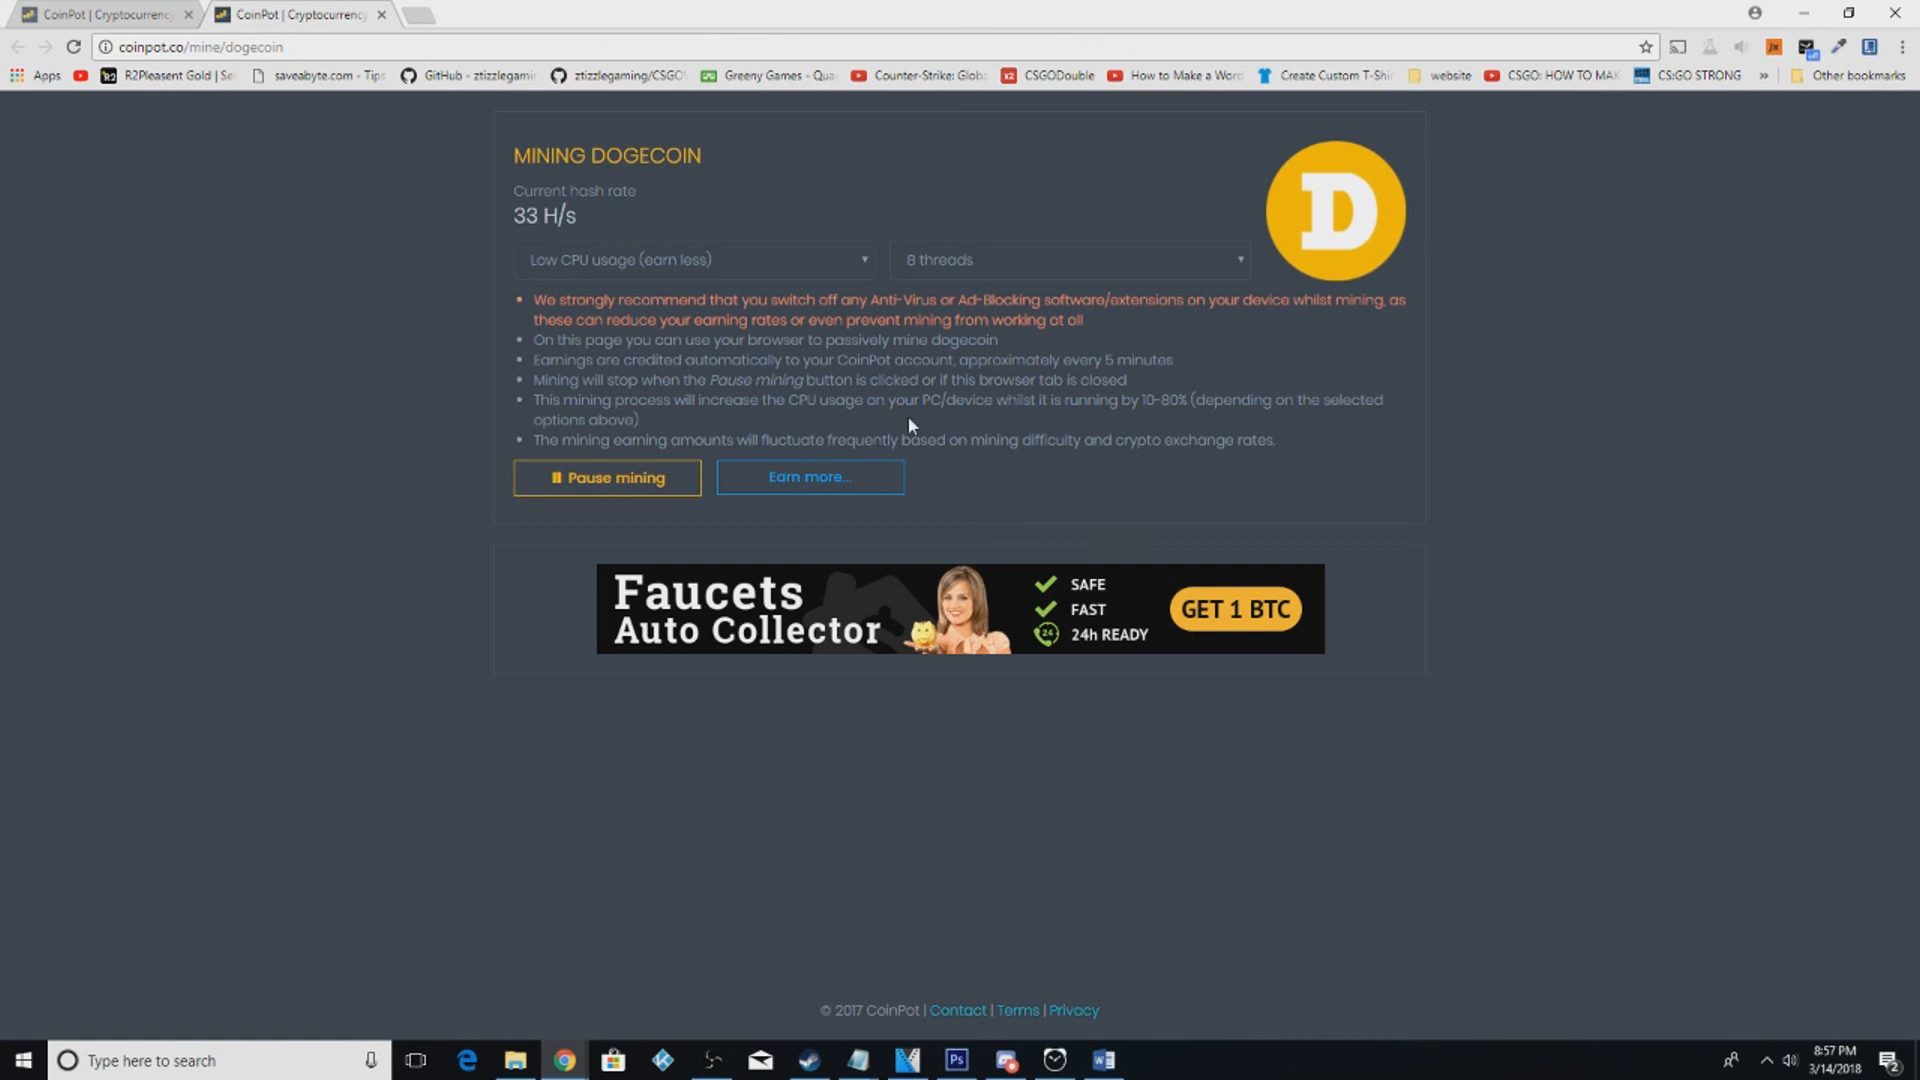 CoinPot | Cryptocurrency
CoinPot | Cryptocurrency
coinpot.co/mine/dogecoin
Apps
R2Pleasent Gold | Se
saveabyte.com - Tips
GitHub - ztizzlegamin
ztizzlegaming/CSGO
Greeny Games - Qua
Counter-Strike: Globa
CSGODouble
How to Make a Word
Create Custom T-Shir
website
CSGO: HOW TO MAK
CS:GO STRONG
»
Other bookmarks
MINING DOGECOIN
Current hash rate
33 H/s
Low CPU usage (earn less)
8 threads
D
• We strongly recommend that you switch off any Anti-Virus or Ad-Blocking software/extensions on your device whilst mining, as
these can reduce your earning rates or even prevent mining from working at all
• On this page you can use your browser to passively mine dogecoin
• Earnings are credited automatically to your CoinPot account, approximately every 5 minutes
• Mining will stop when the Pause mining button is clicked or if this browser tab is closed
• This mining process will increase the CPU usage on your PC/device whilst it is running by 10-80% (depending on the selected
options above)
• The mining earning amounts will fluctuate frequently based on mining difficulty and crypto exchange rates.
Pause mining
Earn more...
Faucets
Auto Collector
SAFE
FAST
24h READY
24
GET 1 BTC
© 2017 CoinPot | Contact | Terms | Privacy
Type here to search
Ps
8:57 PM
3/14/2018
2